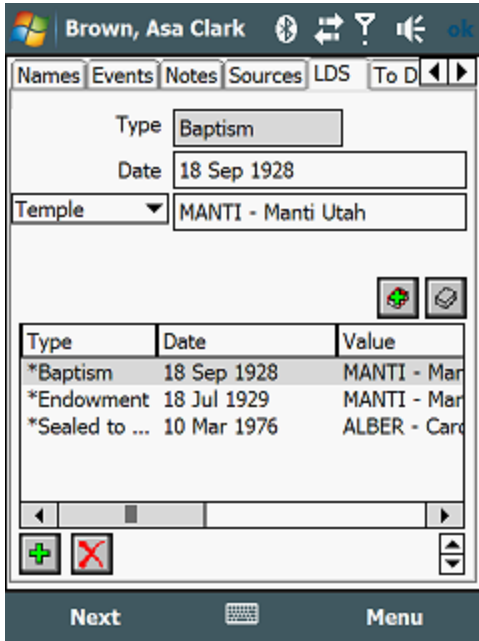 Brown, Asa Clark ok
Names Events Notes Sources LDS To D
Type Baptism
Date 18 Sep 1928
Temple MANTI - Manti Utah
Type Date Value
*Baptism 18 Sep 1928 MANTI - Mar
*Endowment 18 Jul 1929 MANTI - Mar
*Sealed to ... 10 Mar 1976 ALBER - Card
Next Menu